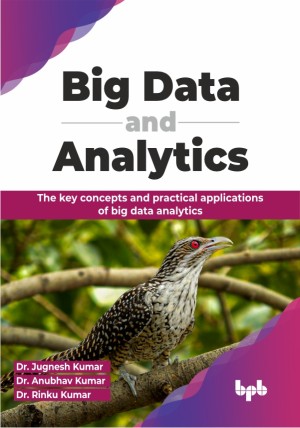 Big Data
and
Analytics
The key concepts and practical applications
of big data analytics
Dr. Jugnesh Kumar
Dr. Anubhav Kumar
Dr. Rinku Kumar
bpb